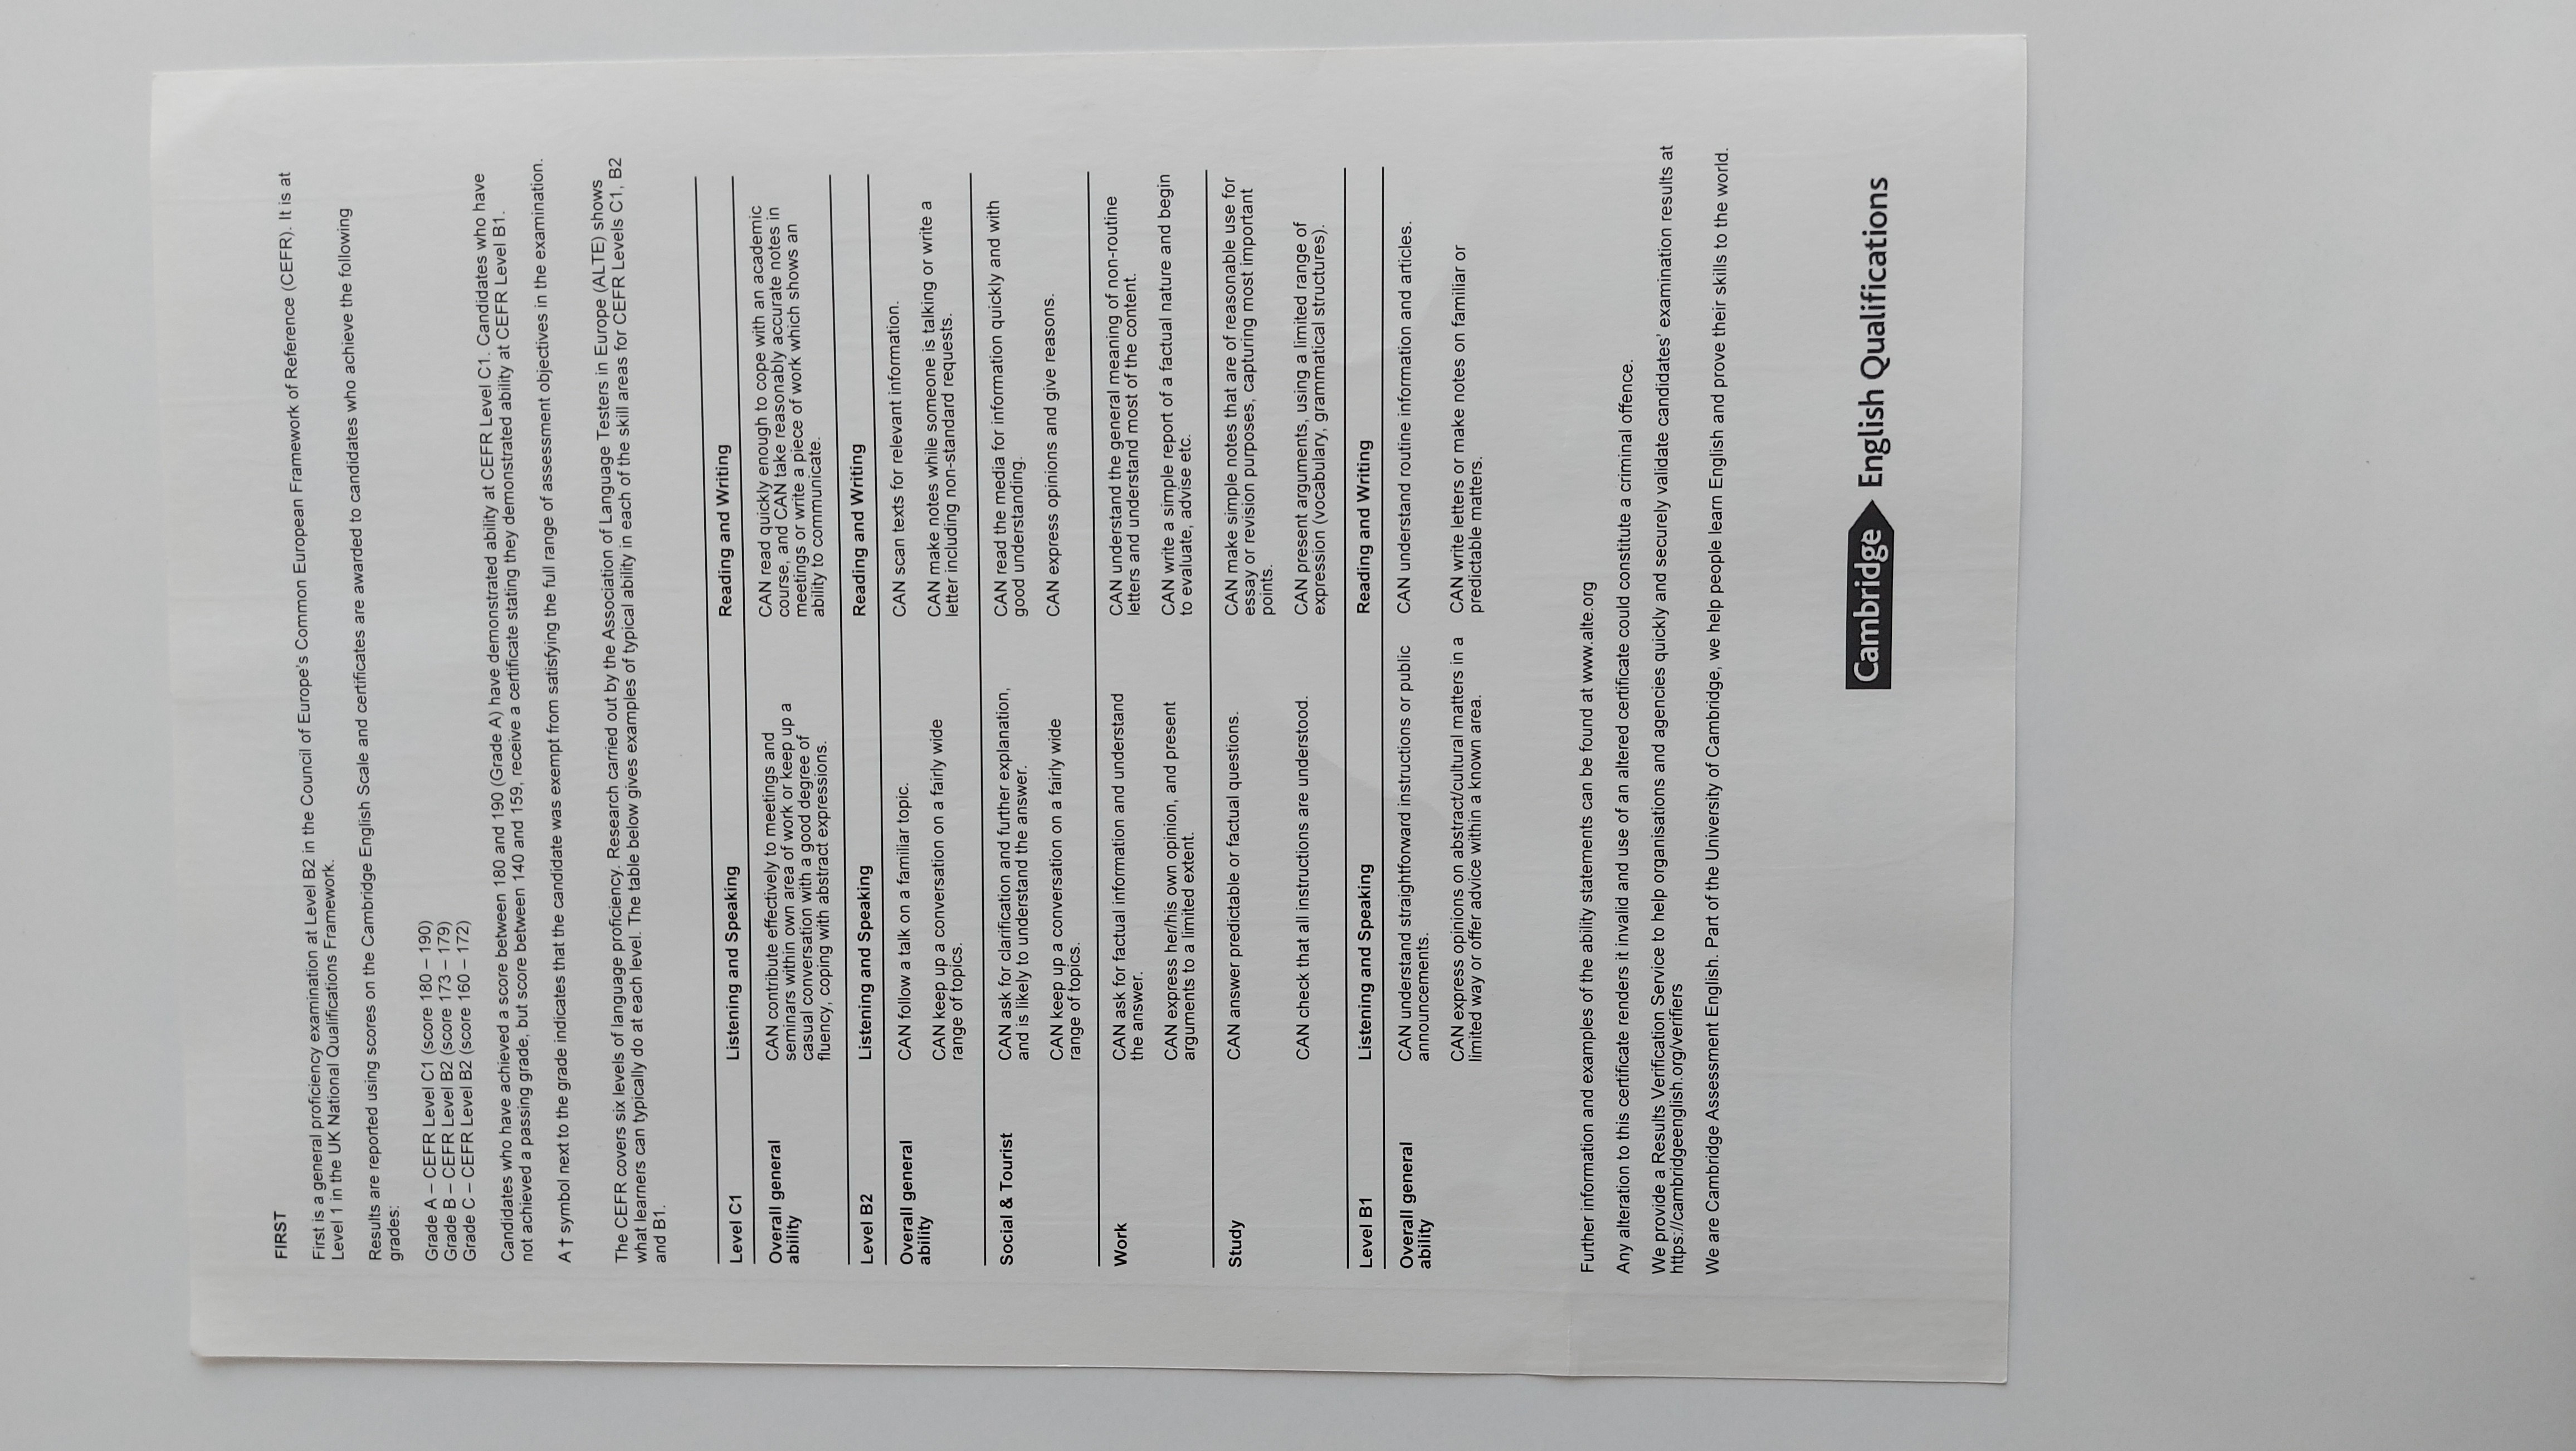 FIRST
First is a general proficiency examination at Level B2 in the Council of Europe's Common European Framework of Reference (CEFR). It is at
Level 1 in the UK National Qualifications Framework.
Results are reported using scores on the Cambridge English Scale and certificates are awarded to candidates who achieve the following
grades:
Grade A – CEFR Level C1 (score 180 – 190)
Grade B – CEFR Level B2 (score 173 – 179)
Grade C – CEFR Level B2 (score 160 – 172)
Candidates who have achieved a score between 180 and 190 (Grade A) have demonstrated ability at CEFR Level C1. Candidates who have
not achieved a passing grade, but score between 140 and 159, receive a certificate stating they demonstrated ability at CEFR Level B1.
A † symbol next to the grade indicates that the candidate was exempt from satisfying the full range of assessment objectives in the examination.
The CEFR covers six levels of language proficiency. Research carried out by the Association of Language Testers in Europe (ALTE) shows
what learners can typically do at each level. The table below gives examples of typical ability in each of the skill areas for CEFR Levels C1, B2
and B1.
Level C1
Listening and Speaking
Reading and Writing
Overall general
ability
CAN contribute effectively to meetings and
seminars within own area of work or keep up a
casual conversation with a good degree of
fluency, coping with abstract expressions.
CAN read quickly enough to cope with an academic
course, and CAN take reasonably accurate notes in
meetings or write a piece of work which shows an
ability to communicate.
Level B2
Listening and Speaking
Reading and Writing
Overall general
ability
CAN follow a talk on a familiar topic.
CAN keep up a conversation on a fairly wide
range of topics.
CAN scan texts for relevant information.
CAN make notes while someone is talking or write a
letter including non-standard requests.
Social & Tourist
CAN ask for clarification and further explanation,
and is likely to understand the answer.
CAN keep up a conversation on a fairly wide
range of topics.
CAN read the media for information quickly and with
good understanding.
CAN express opinions and give reasons.
Work
CAN ask for factual information and understand
the answer.
CAN express her/his own opinion, and present
arguments to a limited extent.
CAN understand the general meaning of non-routine
letters and understand most of the content.
CAN write a simple report of a factual nature and begin
to evaluate, advise etc.
Study
CAN answer predictable or factual questions.
CAN check that all instructions are understood.
CAN make simple notes that are of reasonable use for
essay or revision purposes, capturing most important
points.
CAN present arguments, using a limited range of
expression (vocabulary, grammatical structures).
Level B1
Listening and Speaking
Reading and Writing
Overall general
ability
CAN understand straightforward instructions or public
announcements.
CAN express opinions on abstract/cultural matters in a
limited way or offer advice within a known area.
CAN understand routine information and articles.
CAN write letters or make notes on familiar or
predictable matters.
Further information and examples of the ability statements can be found at www.alte.org
Any alteration to this certificate renders it invalid and use of an altered certificate could constitute a criminal offence.
We provide a Results Verification Service to help organisations and agencies quickly and securely validate candidates' examination results at
https://cambridgeenglish.org/verifiers
We are Cambridge Assessment English. Part of the University of Cambridge, we help people learn English and prove their skills to the world.
Cambridge English Qualifications